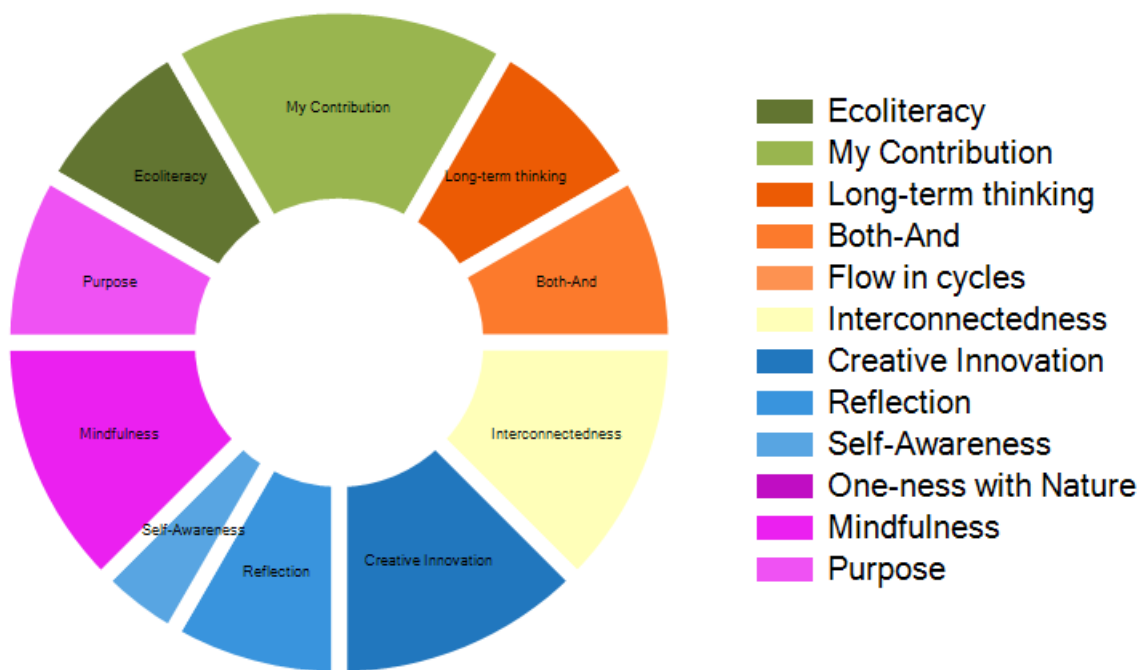 My Contribution
Ecoliteracy
Long-term thinking
Purpose
Both-And
Mindfulness
Interconnectedness
Self-Awareness
Creative Innovation
Reflection
Ecoliteracy
My Contribution
Long-term thinking
Both-And
Flow in cycles
Interconnectedness
Creative Innovation
Reflection
Self-Awareness
One-ness with Nature
Mindfulness
Purpose